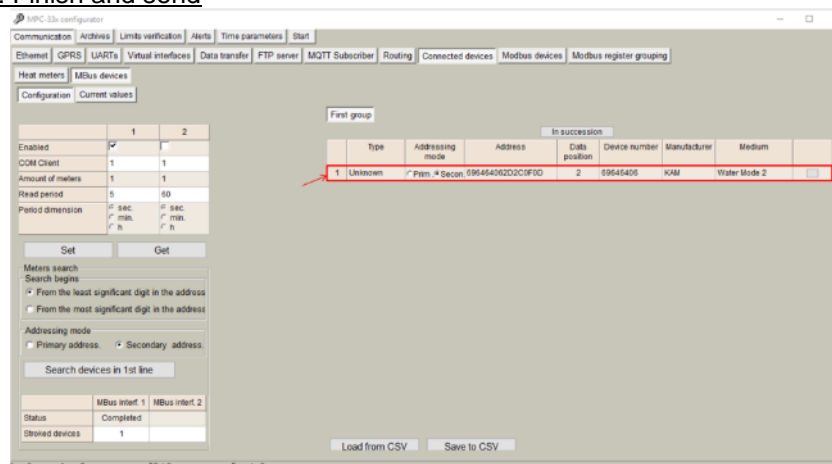 Finish and send
MPC-33x configurator
Communication Archives Limits verification Alerts Time parameters Start
Ethernet GPRS UARTs Virtual interfaces Data transfer FTP server MQTT Subscriber Routing Connected devices Modbus devices Modbus register grouping
Heat meters MBus devices
Configuration Current values
First group
In succession
1 2
Type Addressing mode Address Data position Device number Manufacturer Medium
Enabled
COM Client 1 1
1 Unknown Prim. Secon. 696464062D2C0F0D 2 69646406 KAM Water Mode 2
Amount of meters 1 1
Read period 5 60
Period dimension sec. sec.
min. min.
h h
Set Get
Meters search
Search begins
From the least significant digit in the address
From the most significant digit in the address
Addressing mode
Primary address. Secondary address.
Search devices in 1st line
MBus interf. 1 MBus interf. 2
Status Completed
Stroked devices 1
Load from CSV Save to CSV